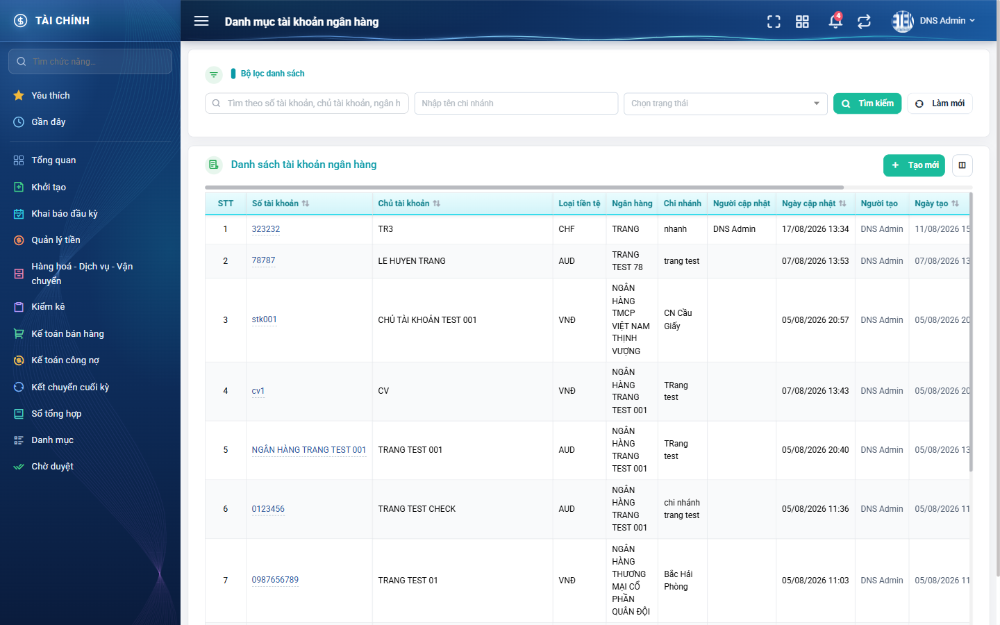 TÀI CHÍNH
Danh mục tài khoản ngân hàng
4
DNS Admin
Tìm chức năng...
Yêu thích
Gần đây
Tổng quan
Khởi tạo
Khai báo đầu kỳ
Quản lý tiền
Hàng hoá - Dịch vụ - Vận
chuyển
Kiểm kê
Kế toán bán hàng
Kế toán công nợ
Kết chuyển cuối kỳ
Sổ tổng hợp
Danh mục
Chờ duyệt
Bộ lọc danh sách
Tìm theo số tài khoản, chủ tài khoản, ngân h
Nhập tên chi nhánh
Chọn trạng thái
Tìm kiếm
Làm mới
Danh sách tài khoản ngân hàng
Tạo mới
STT Số tài khoản Chủ tài khoản Loại tiền tệ Ngân hàng Chi nhánh Người cập nhật Ngày cập nhật Người tạo Ngày tạo
1 323232 TR3 CHF TRANG nhanh DNS Admin 17/08/2026 13:34 DNS Admin 11/08/2026 15
2 78787 LE HUYEN TRANG AUD TRANG
TEST 78 trang test 07/08/2026 13:53 DNS Admin 07/08/2026 13
3 stk001 CHỦ TÀI KHOẢN TEST 001 VNĐ NGÂN
HÀNG
TMCP
VIỆT NAM
THỊNH
VƯỢNG CN Cầu
Giấy 05/08/2026 20:57 DNS Admin 05/08/2026 20
4 cv1 CV VNĐ NGÂN
HÀNG
TRANG
TEST 001 TRang
test 07/08/2026 13:43 DNS Admin 05/08/2026 20
5 NGÂN HÀNG TRANG TEST 001 TRANG TEST 001 AUD NGÂN
HÀNG
TRANG
TEST 001 TRang
test 05/08/2026 20:40 DNS Admin 05/08/2026 13
6 0123456 TRANG TEST CHECK AUD NGÂN
HÀNG
TRANG
TEST 001 chi nhánh
trang test 05/08/2026 11:36 DNS Admin 05/08/2026 11
7 0987656789 TRANG TEST 01 VNĐ NGÂN
HÀNG
THƯƠNG
MẠI CỔ
PHẦN
QUÂN ĐỘI Bắc Hải
Phòng 05/08/2026 11:03 DNS Admin 05/08/2026 11